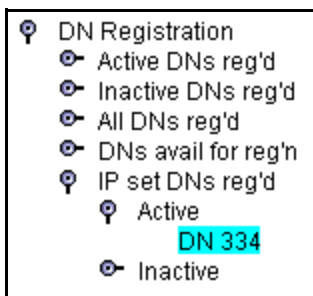 DN Registration
Active DNs reg'd
Inactive DNs reg'd
All DNs reg'd
DNs avail for reg'n
IP set DNs reg'd
Active
DN 334
Inactive